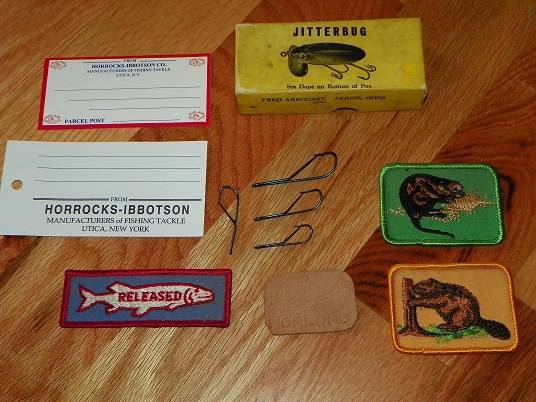 FROM
HORROCKS-IBBOTSON CO.
MANUFACTURERS OF FISHING TACKLE
UTICA, N.Y.
PARCEL POST
JITTERBUG
See Dope on Bottom of Box
FRED ARBOGAST, AKRON, OHIO
FROM
HORROCKS-IBBOTSON
MANUFACTURERS of FISHING TACKLE
UTICA, NEW YORK
RELEASED